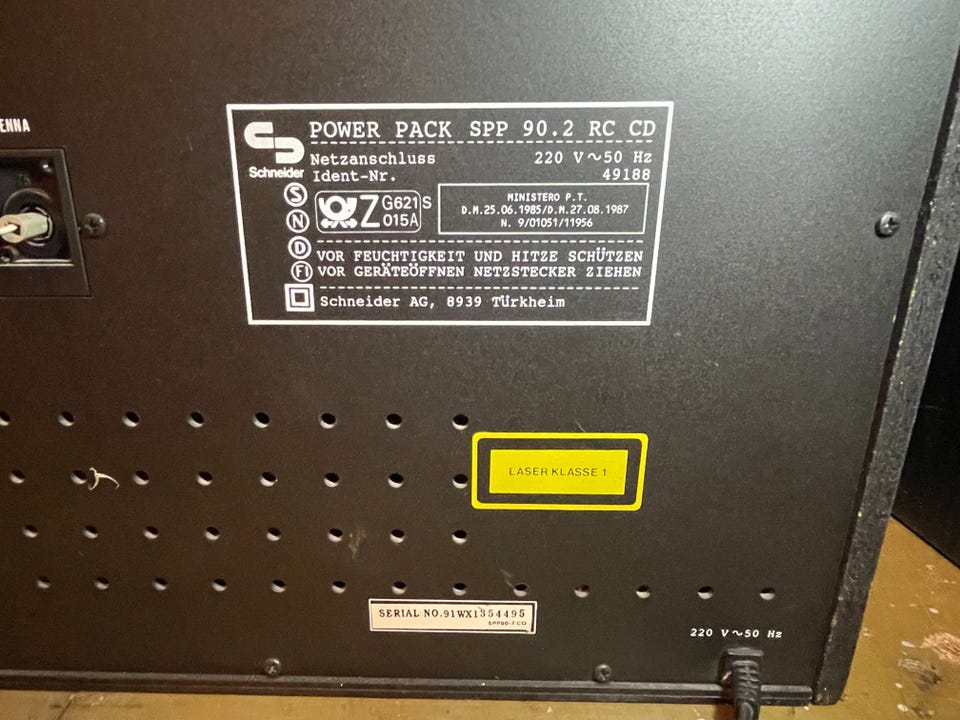 ENNA
POWER PACK SPP 90.2 RC CD
Schneider
Netzanschluss 220 V~50 Hz
Ident-Nr. 49188
S
N
D
FI
Z G621 S
015A
MINISTERO P.T.
D.M.25.06.1985/D.M.27.08.1987
N. 9/01051/11956
VOR FEUCHTIGKEIT UND HITZE SCHÜTZEN
VOR GERÄTEÖFFNEN NETZSTECKER ZIEHEN
Schneider AG, 8939 Türkheim
LASER KLASSE 1
SERIAL NO.91WX1354495
SPP90-2 CD
220 V~50 Hz